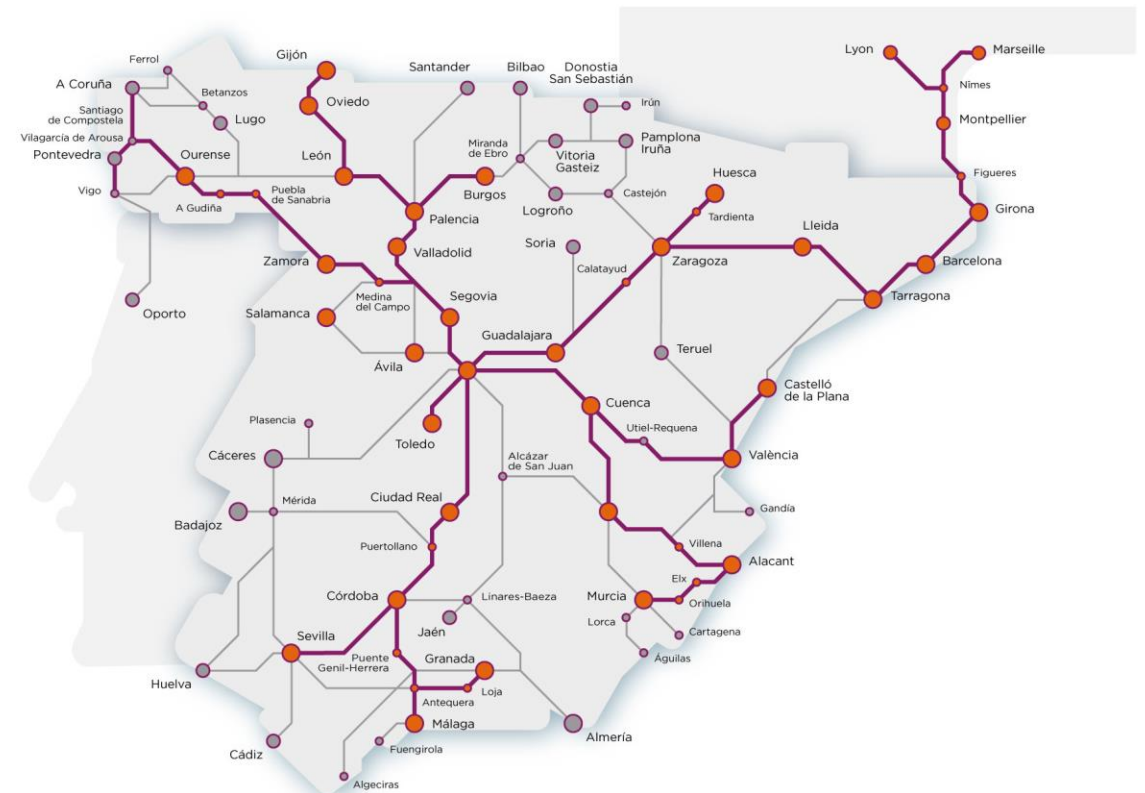 Gijón
Santander
Bilbao
Donostia
San Sebastián
Lyon
Marseille
Ferrol
A Coruña
Betanzos
Oviedo
Irún
Nîmes
Santiago
de Compostela
Lugo
Montpellier
Vilagarcía de Arousa
Pontevedra
Ourense
León
Miranda
de Ebro
Vitoria
Gasteiz
Pamplona
Iruña
Huesca
Figueres
Vigo
A Gudiña
Puebla
de Sanabria
Burgos
Logroño
Castejón
Tardienta
Girona
Palencia
Lleida
Valladolid
Soria
Zaragoza
Barcelona
Zamora
Calatayud
Oporto
Medina
del Campo
Segovia
Tarragona
Salamanca
Guadalajara
Teruel
Ávila
Castelló
de la Plana
Cuenca
Plasencia
Toledo
Utiel-Requena
Cáceres
València
Alcázar
de San Juan
Mérida
Ciudad Real
Gandía
Badajoz
Puertollano
Villena
Alacant
Elx
Córdoba
Linares-Baeza
Murcia
Orihuela
Jaén
Lorca
Cartagena
Sevilla
Puente
Genil-Herrera
Granada
Águilas
Huelva
Loja
Antequera
Málaga
Almería
Cádiz
Fuengirola
Algeciras